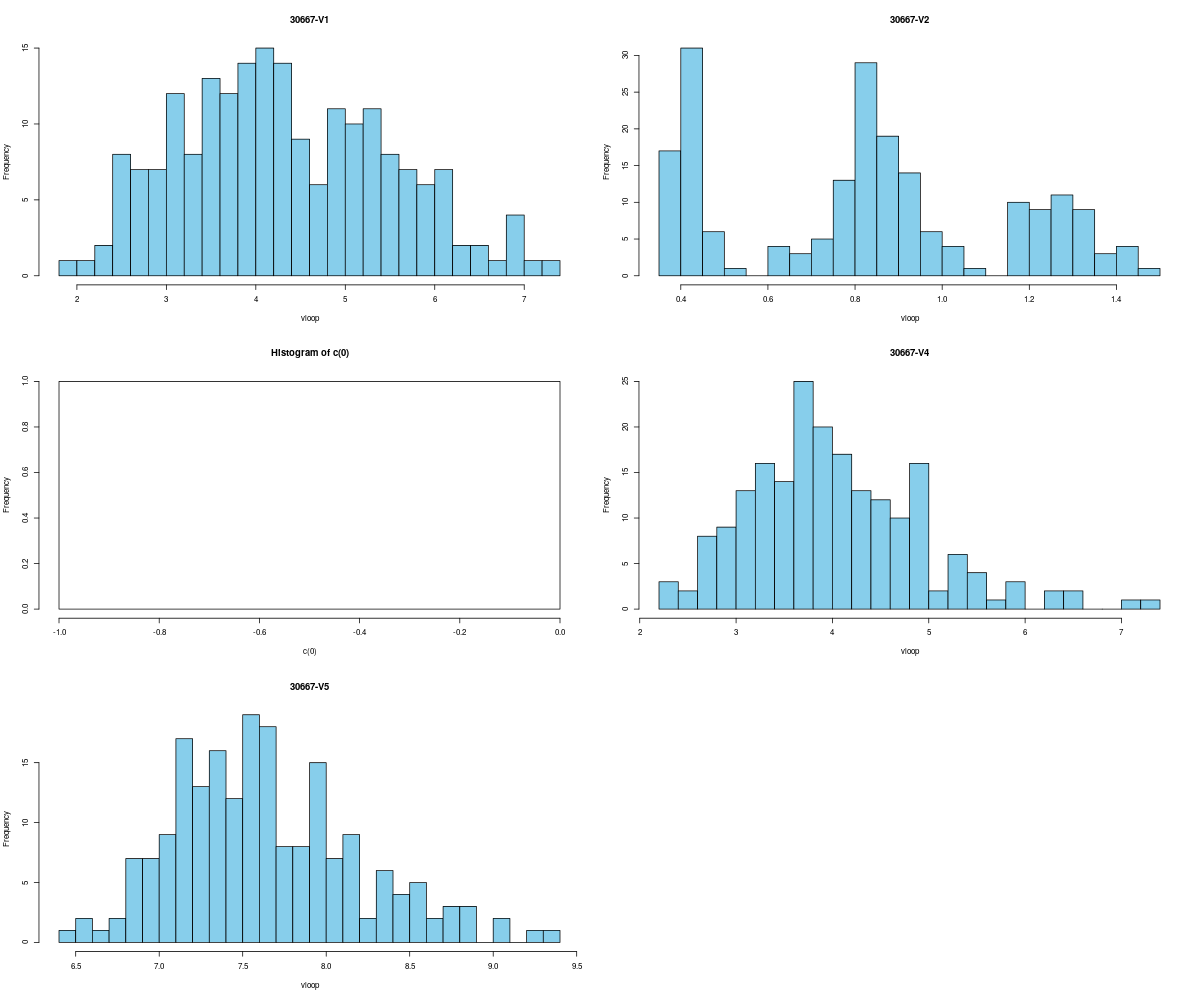 30667-V1
Frequency
15
10
5
0
2 3 4 5 6 7
vloop
30667-V2
Frequency
30
25
20
15
10
5
0
0.4 0.6 0.8 1.0 1.2 1.4
vloop
Histogram of c(0)
Frequency
1.0
0.8
0.6
0.4
0.2
0.0
-1.0 -0.8 -0.6 -0.4 -0.2 0.0
c(0)
30667-V4
Frequency
25
20
15
10
5
0
2 3 4 5 6 7
vloop
30667-V5
Frequency
15
10
5
0
6.5 7.0 7.5 8.0 8.5 9.0 9.5
vloop